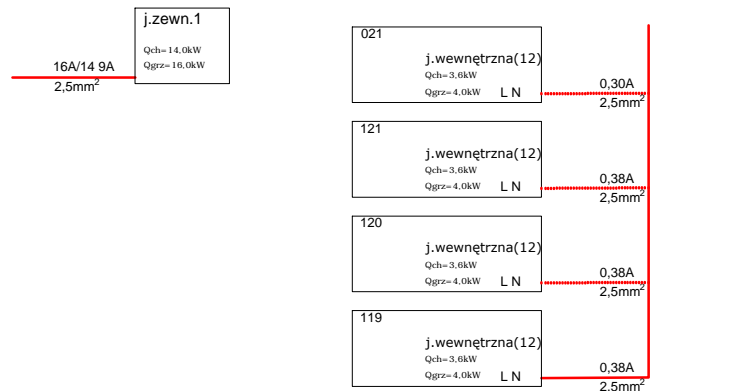 j.zewn.1
Qch=14,0kW
Qgrz=16,0kW
16A/14 9A
2,5mm²
021
j.wewnętrzna(12)
Qch=3,6kW
Qgrz=4,0kW L N
0,30A
2,5mm²
121
j.wewnętrzna(12)
Qch=3,6kW
Qgrz=4,0kW L N
0,38A
2,5mm²
120
j.wewnętrzna(12)
Qch=3,6kW
Qgrz=4,0kW L N
0,38A
2,5mm²
119
j.wewnętrzna(12)
Qch=3,6kW
Qgrz=4,0kW L N
0,38A
2,5mm²